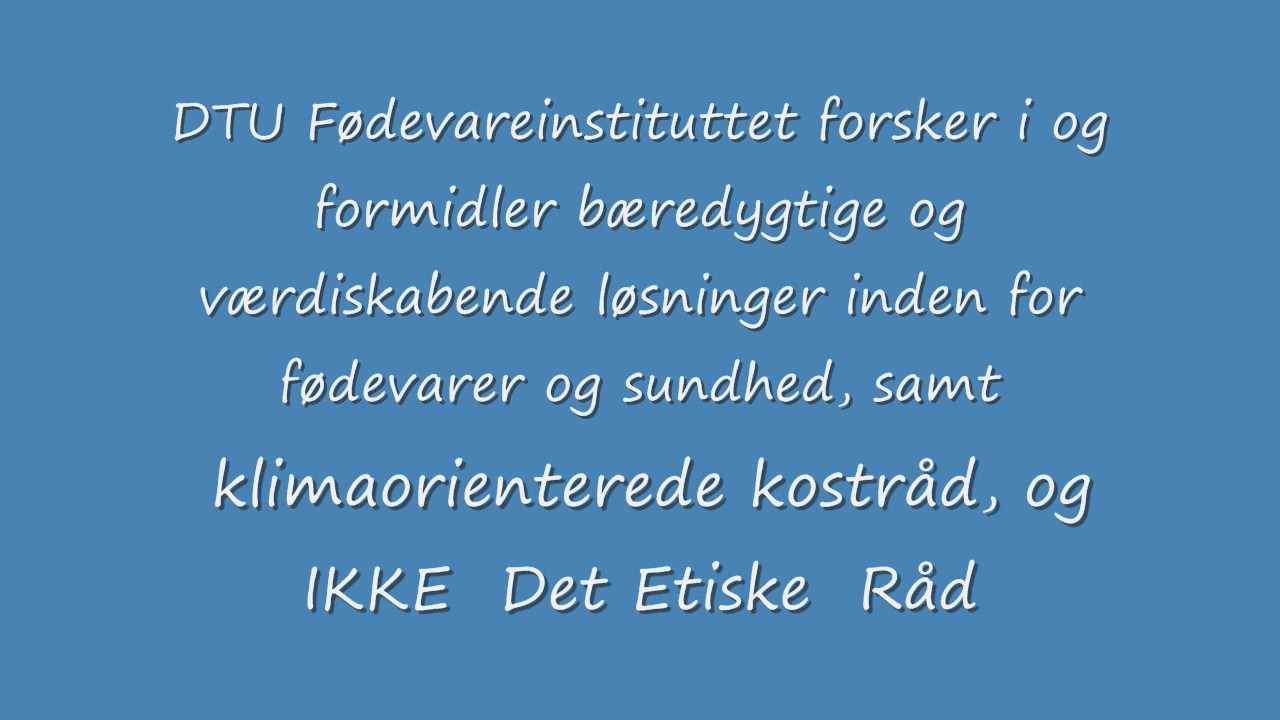 DTU Fødevareinstituttet forsker i og
formidler bæredygtige og
værdiskabende løsninger inden for
fødevarer og sundhed, samt
klimaorienterede kostråd, og
IKKE Det Etiske Råd